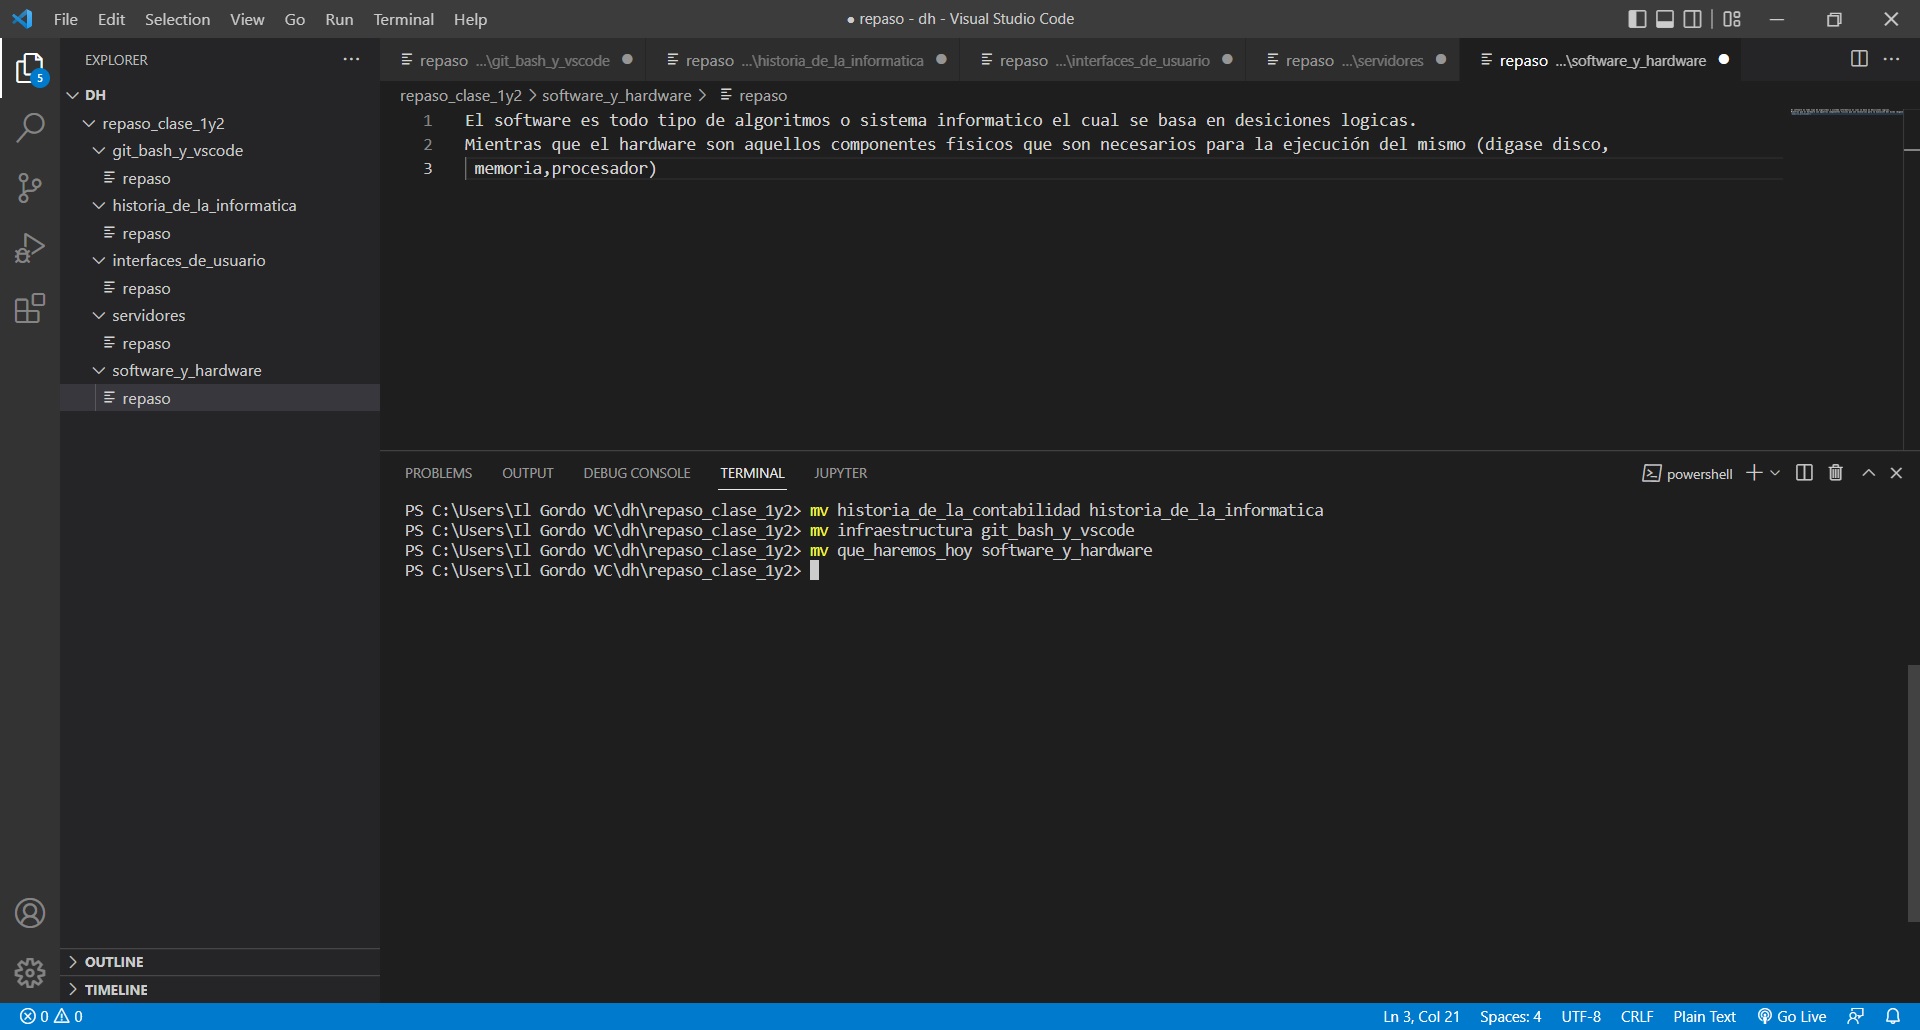 File Edit Selection View Go Run Terminal Help
● repaso - dh - Visual Studio Code
EXPLORER
5
DH
repaso_clase_1y2
git_bash_y_vscode
repaso
historia_de_la_informatica
repaso
interfaces_de_usuario
repaso
servidores
repaso
software_y_hardware
repaso
OUTLINE
TIMELINE
repaso ...\git_bash_y_vscode
repaso ...\historia_de_la_informatica
repaso ...\interfaces_de_usuario
repaso ...\servidores
repaso ...\software_y_hardware
repaso_clase_1y2 > software_y_hardware > repaso
1 El software es todo tipo de algoritmos o sistema informatico el cual se basa en desiciones logicas.
2 Mientras que el hardware son aquellos componentes fisicos que son necesarios para la ejecución del mismo (digase disco,
3 memoria,procesador)
PROBLEMS OUTPUT DEBUG CONSOLE TERMINAL JUPYTER
powershell
PS C:\Users\Il Gordo VC\dh\repaso_clase_1y2> mv historia_de_la_contabilidad historia_de_la_informatica
PS C:\Users\Il Gordo VC\dh\repaso_clase_1y2> mv infraestructura git_bash_y_vscode
PS C:\Users\Il Gordo VC\dh\repaso_clase_1y2> mv que_haremos_hoy software_y_hardware
PS C:\Users\Il Gordo VC\dh\repaso_clase_1y2>
0 0
Ln 3, Col 21 Spaces: 4 UTF-8 CRLF Plain Text Go Live